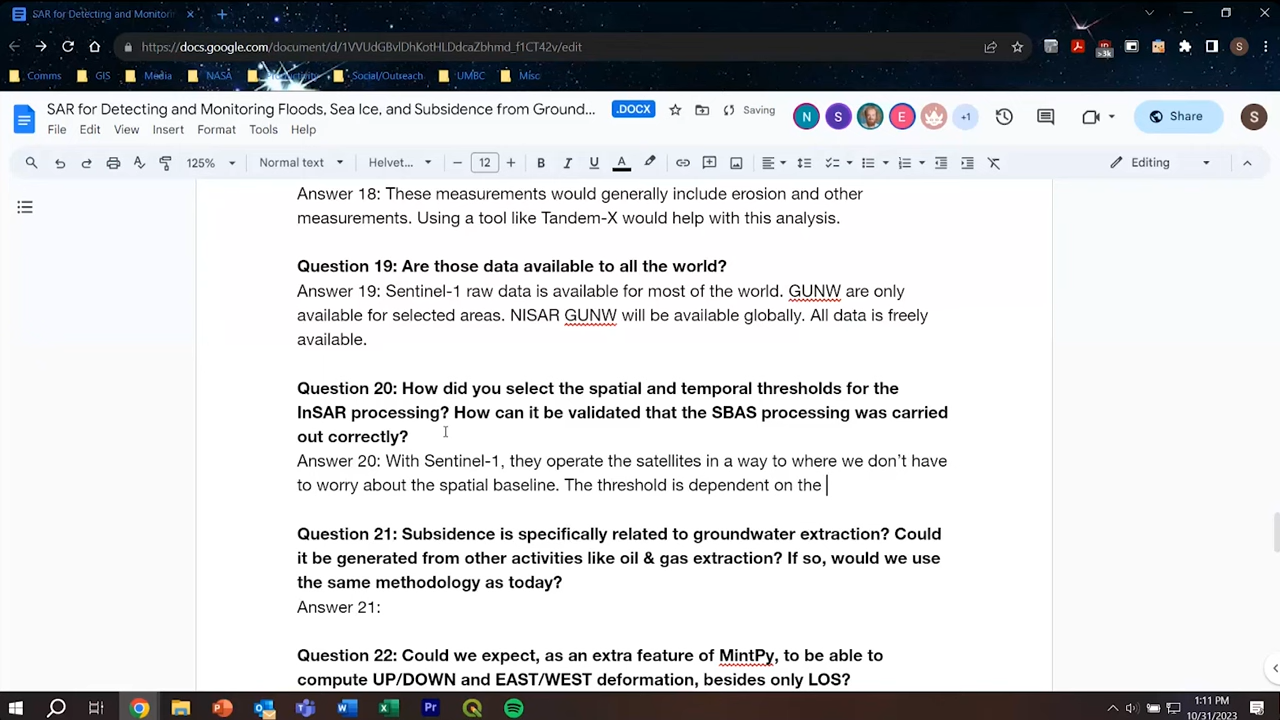 SAR for Detecting and Monitorin
https://docs.google.com/document/d/1VVUdGBvlDhKotHLDdcaZbhmd_f1CT42v/edit
>3k
S
Comms GIS Media NASA Social/Outreach UMBC Misc
SAR for Detecting and Monitoring Floods, Sea Ice, and Subsidence from Ground... .DOCX Saving
N S E +1 Share S
File Edit View Insert Format Tools Help
125% Normal text Helvet... 12 B I U A Editing
Answer 18: These measurements would generally include erosion and other
measurements. Using a tool like Tandem-X would help with this analysis.
Question 19: Are those data available to all the world?
Answer 19: Sentinel-1 raw data is available for most of the world. GUNW are only
available for selected areas. NISAR GUNW will be available globally. All data is freely
available.
Question 20: How did you select the spatial and temporal thresholds for the
InSAR processing? How can it be validated that the SBAS processing was carried
out correctly?
Answer 20: With Sentinel-1, they operate the satellites in a way to where we don't have
to worry about the spatial baseline. The threshold is dependent on the
Question 21: Subsidence is specifically related to groundwater extraction? Could
it be generated from other activities like oil & gas extraction? If so, would we use
the same methodology as today?
Answer 21:
Question 22: Could we expect, as an extra feature of MintPy, to be able to
compute UP/DOWN and EAST/WEST deformation, besides only LOS?
1:11 PM
10/31/2023